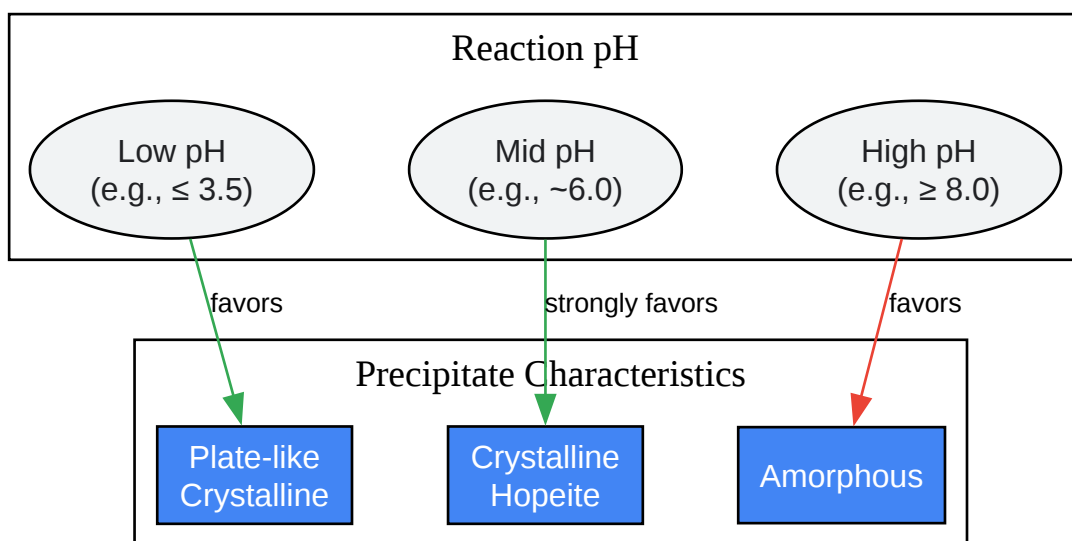 Reaction pH
Low pH
(e.g., ≤ 3.5)
Mid pH
(e.g., ~6.0)
High pH
(e.g., ≥ 8.0)
favors
strongly favors
favors
Precipitate Characteristics
Plate-like
Crystalline
Crystalline
Hopeite
Amorphous